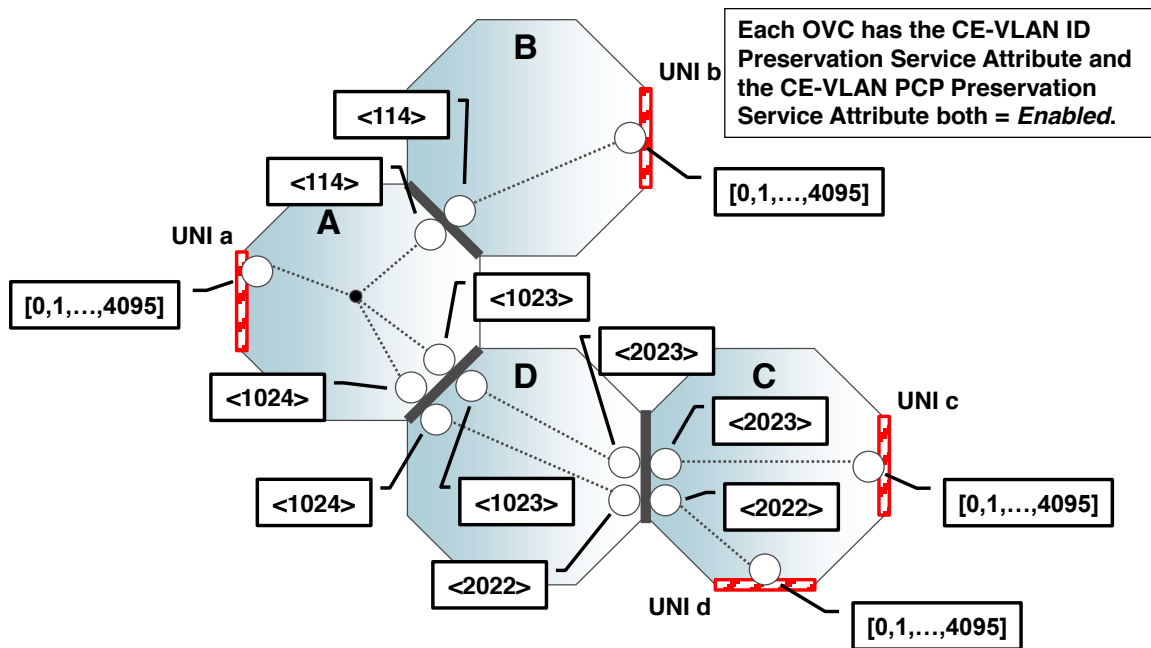 Each OVC has the CE-VLAN ID
Preservation Service Attribute and
the CE-VLAN PCP Preservation
Service Attribute both = Enabled.
B
UNI b
<114>
<114>
[0,1,…,4095]
A
UNI a
[0,1,…,4095]
<1023>
<2023>
D
C
<1024>
UNI c
<2023>
<1024>
<1023>
<2022>
[0,1,…,4095]
<2022>
UNI d
[0,1,…,4095]